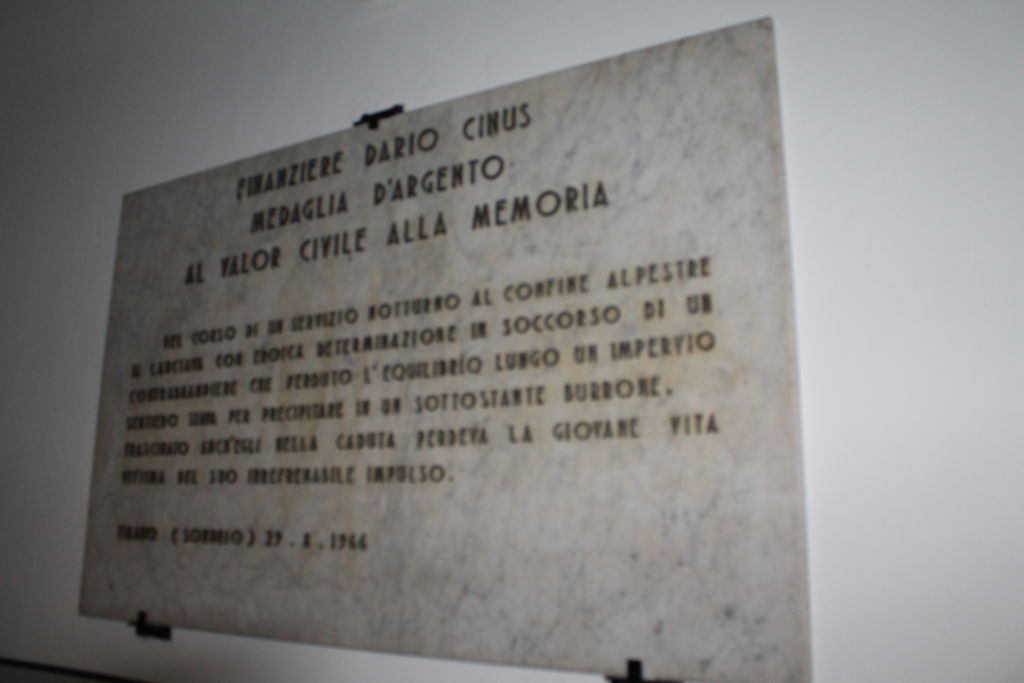 FINANZIERE DARIO CINUS
MEDAGLIA D'ARGENTO
AL VALOR CIVILE ALLA MEMORIA
NEL CORSO DI UN SERVIZIO NOTTURNO AL CONFINE ALPESTRE
SI LANCIAVA CON EROICA DETERMINAZIONE IN SOCCORSO DI UN
CONTRABBANDIERE CHE PERDUTO L'EQUILIBRIO LUNGO UN IMPERVIO
SENTIERO STAVA PER PRECIPITARE IN UN SOTTOSTANTE BURRONE.
TRASCINATO ANCH'EGLI NELLA CADUTA PERDEVA LA GIOVANE VITA
VITTIMA DEL SUO IRREFRENABILE IMPULSO.
TIRANO (SONDRIO) 29.8.1966